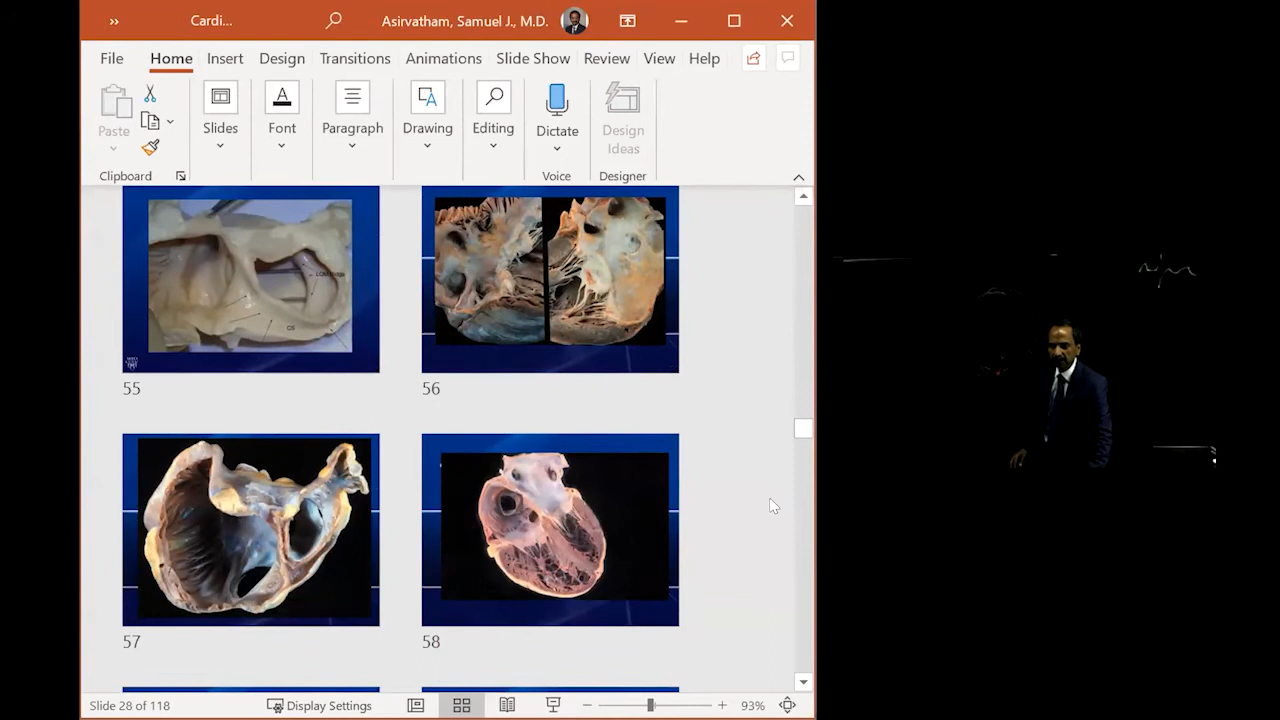 Cardi... Asirvatham, Samuel J., M.D.
File Home Insert Design Transitions Animations Slide Show Review View Help
Paste Slides Font Paragraph Drawing Editing Dictate Design Ideas
Clipboard Voice Designer
CS
55 56
57 58
Slide 28 of 118 Display Settings 93%